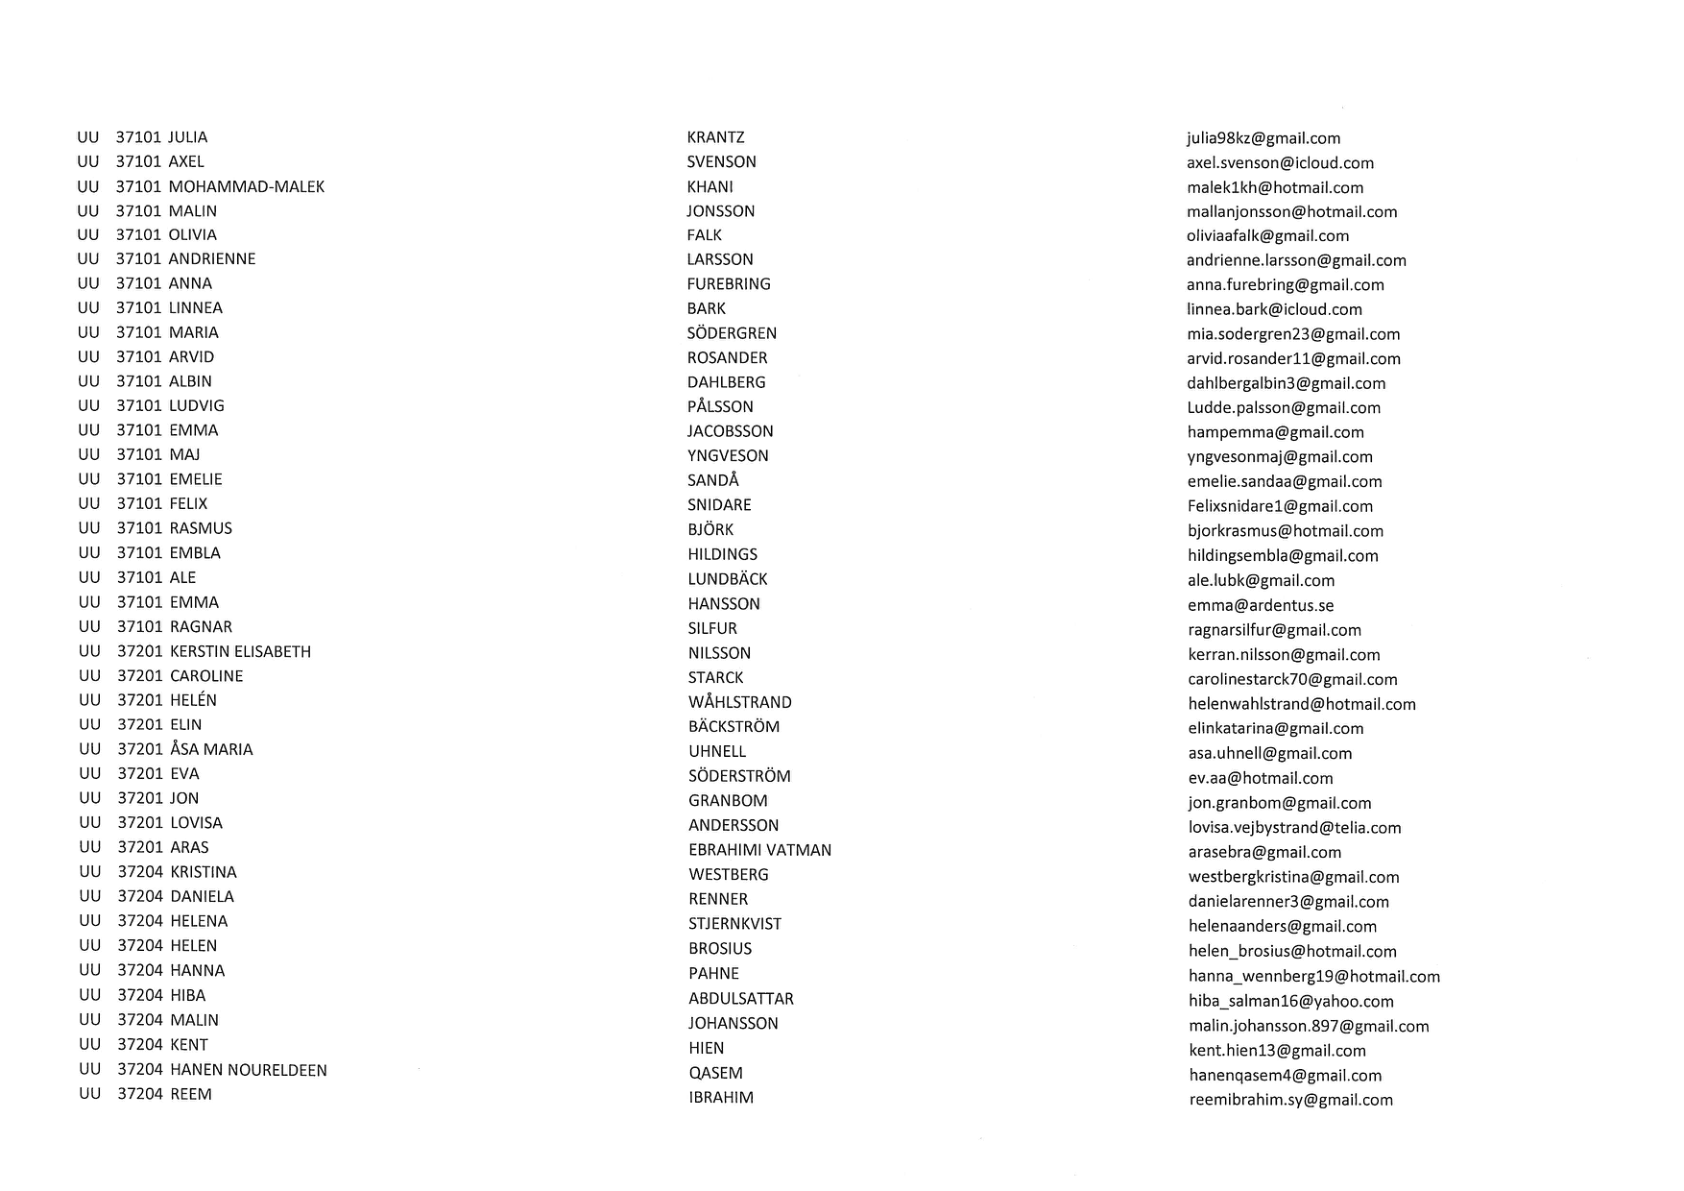 UU 37101 JULIA KRANTZ julia98kz@gmail.com
UU 37101 AXEL SVENSON axel.svenson@icloud.com
UU 37101 MOHAMMAD-MALEK KHANI malek1kh@hotmail.com
UU 37101 MALIN JONSSON mallanjonsson@hotmail.com
UU 37101 OLIVIA FALK oliviaafalk@gmail.com
UU 37101 ANDRIENNE LARSSON andrienne.larsson@gmail.com
UU 37101 ANNA FUREBRING anna.furebring@gmail.com
UU 37101 LINNEA BARK linnea.bark@icloud.com
UU 37101 MARIA SÖDERGREN mia.sodergren23@gmail.com
UU 37101 ARVID ROSANDER arvid.rosander11@gmail.com
UU 37101 ALBIN DAHLBERG dahlbergalbin3@gmail.com
UU 37101 LUDVIG PÅLSSON Ludde.palsson@gmail.com
UU 37101 EMMA JACOBSSON hampemma@gmail.com
UU 37101 MAJ YNGVESON yngvesonmaj@gmail.com
UU 37101 EMELIE SANDÅ emelie.sandaa@gmail.com
UU 37101 FELIX SNIDARE Felixsnidare1@gmail.com
UU 37101 RASMUS BJÖRK bjorkrasmus@hotmail.com
UU 37101 EMBLA HILDINGS hildingsembla@gmail.com
UU 37101 ALE LUNDBÄCK ale.lubk@gmail.com
UU 37101 EMMA HANSSON emma@ardentus.se
UU 37101 RAGNAR SILFUR ragnarsilfur@gmail.com
UU 37201 KERSTIN ELISABETH NILSSON kerran.nilsson@gmail.com
UU 37201 CAROLINE STARCK carolinestarck70@gmail.com
UU 37201 HELÉN WÅHLSTRAND helenwahlstrand@hotmail.com
UU 37201 ELIN BÄCKSTRÖM elinkatarina@gmail.com
UU 37201 ÅSA MARIA UHNELL asa.uhnell@gmail.com
UU 37201 EVA SÖDERSTRÖM ev.aa@hotmail.com
UU 37201 JON GRANBOM jon.granbom@gmail.com
UU 37201 LOVISA ANDERSSON lovisa.vejbystrand@telia.com
UU 37201 ARAS EBRAHIMI VATMAN arasebra@gmail.com
UU 37204 KRISTINA WESTBERG westbergkristina@gmail.com
UU 37204 DANIELA RENNER danielarenner3@gmail.com
UU 37204 HELENA STJERNKVIST helenaanders@gmail.com
UU 37204 HELEN BROSIUS helen_brosius@hotmail.com
UU 37204 HANNA PAHNE hanna_wennberg19@hotmail.com
UU 37204 HIBA ABDULSATTAR hiba_salman16@yahoo.com
UU 37204 MALIN JOHANSSON malin.johansson.897@gmail.com
UU 37204 KENT HIEN kent.hien13@gmail.com
UU 37204 HANEN NOURELDEEN QASEM hanenqasem4@gmail.com
UU 37204 REEM IBRAHIM reemibrahim.sy@gmail.com